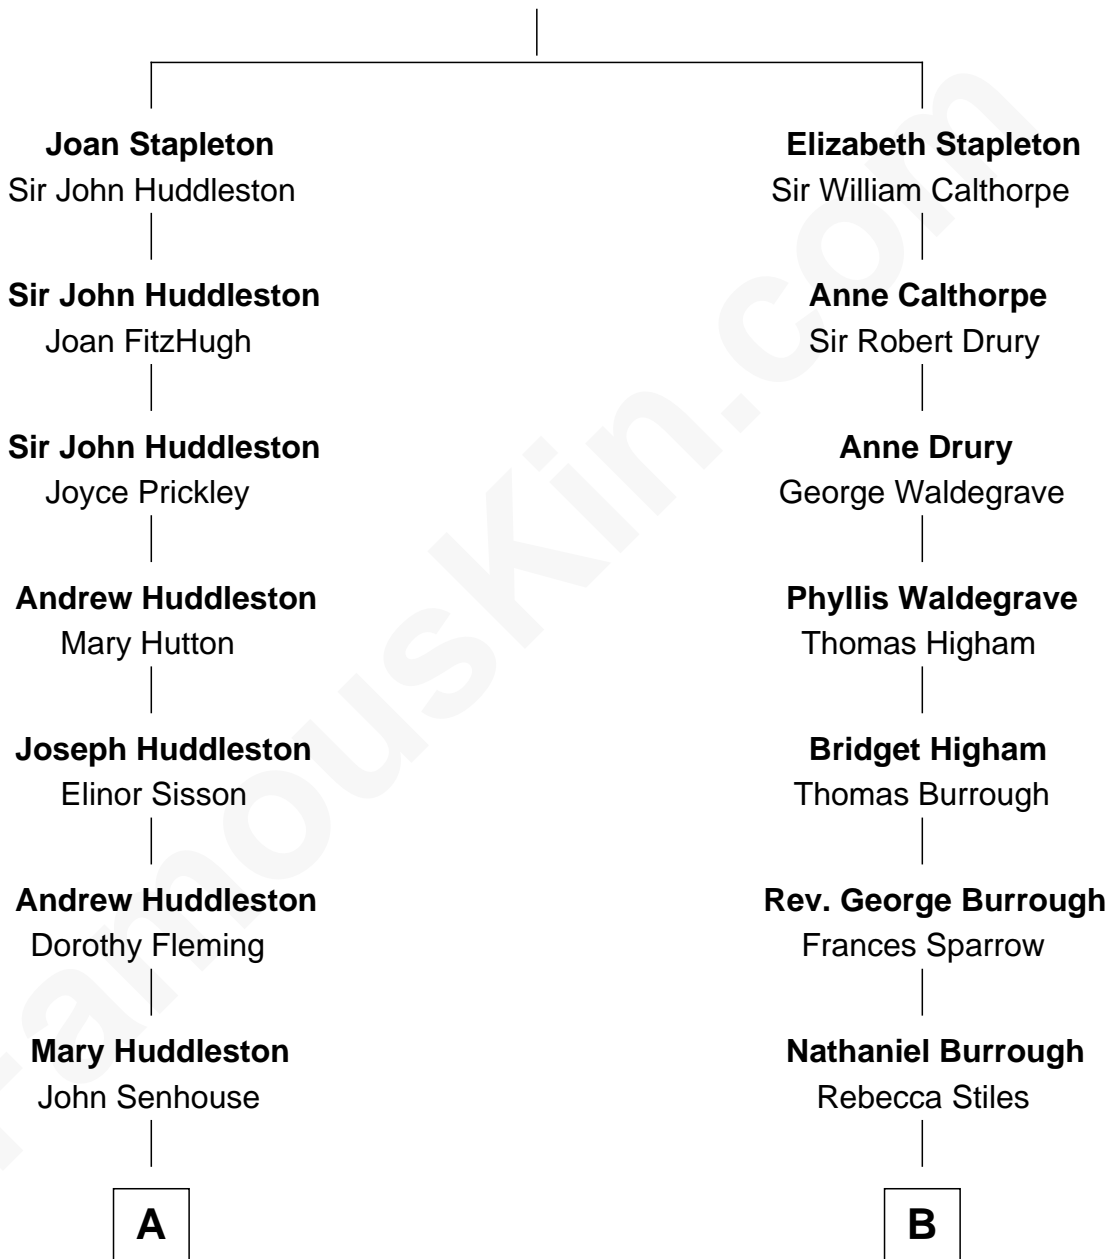 Joan Stapleton
Sir John Huddleston
Sir John Huddleston
Joan FitzHugh
Sir John Huddleston
Joyce Prickley
Andrew Huddleston
Mary Hutton
Joseph Huddleston
Elinor Sisson
Andrew Huddleston
Dorothy Fleming
Mary Huddleston
John Senhouse
A
Elizabeth Stapleton
Sir William Calthorpe
Anne Calthorpe
Sir Robert Drury
Anne Drury
George Waldegrave
Phyllis Waldegrave
Thomas Higham
Bridget Higham
Thomas Burrough
Rev. George Burrough
Frances Sparrow
Nathaniel Burrough
Rebecca Stiles
B
FamousKin.com